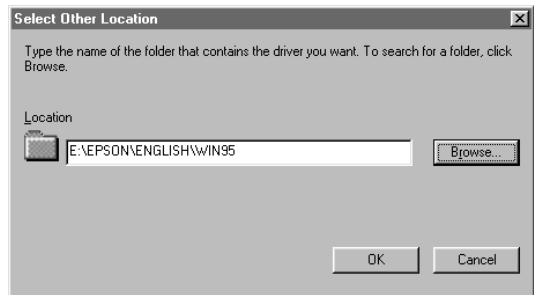 Select Other Location
Type the name of the folder that contains the driver you want. To search for a folder, click
Browse.
Location
E:\EPSON\ENGLISH\WIN95
Browse...
OK
Cancel